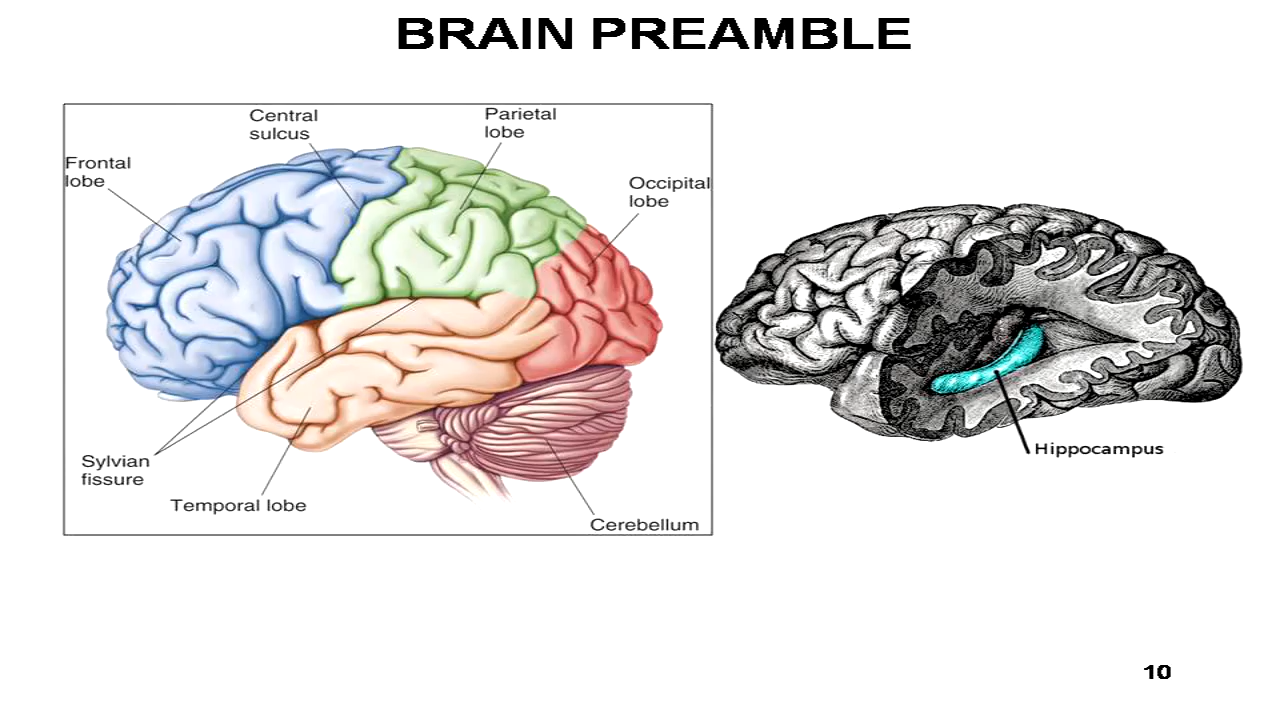 BRAIN PREAMBLE
Central
sulcus
Parietal
lobe
Frontal
lobe
Occipital
lobe
Sylvian
fissure
Temporal lobe
Cerebellum
Hippocampus
10